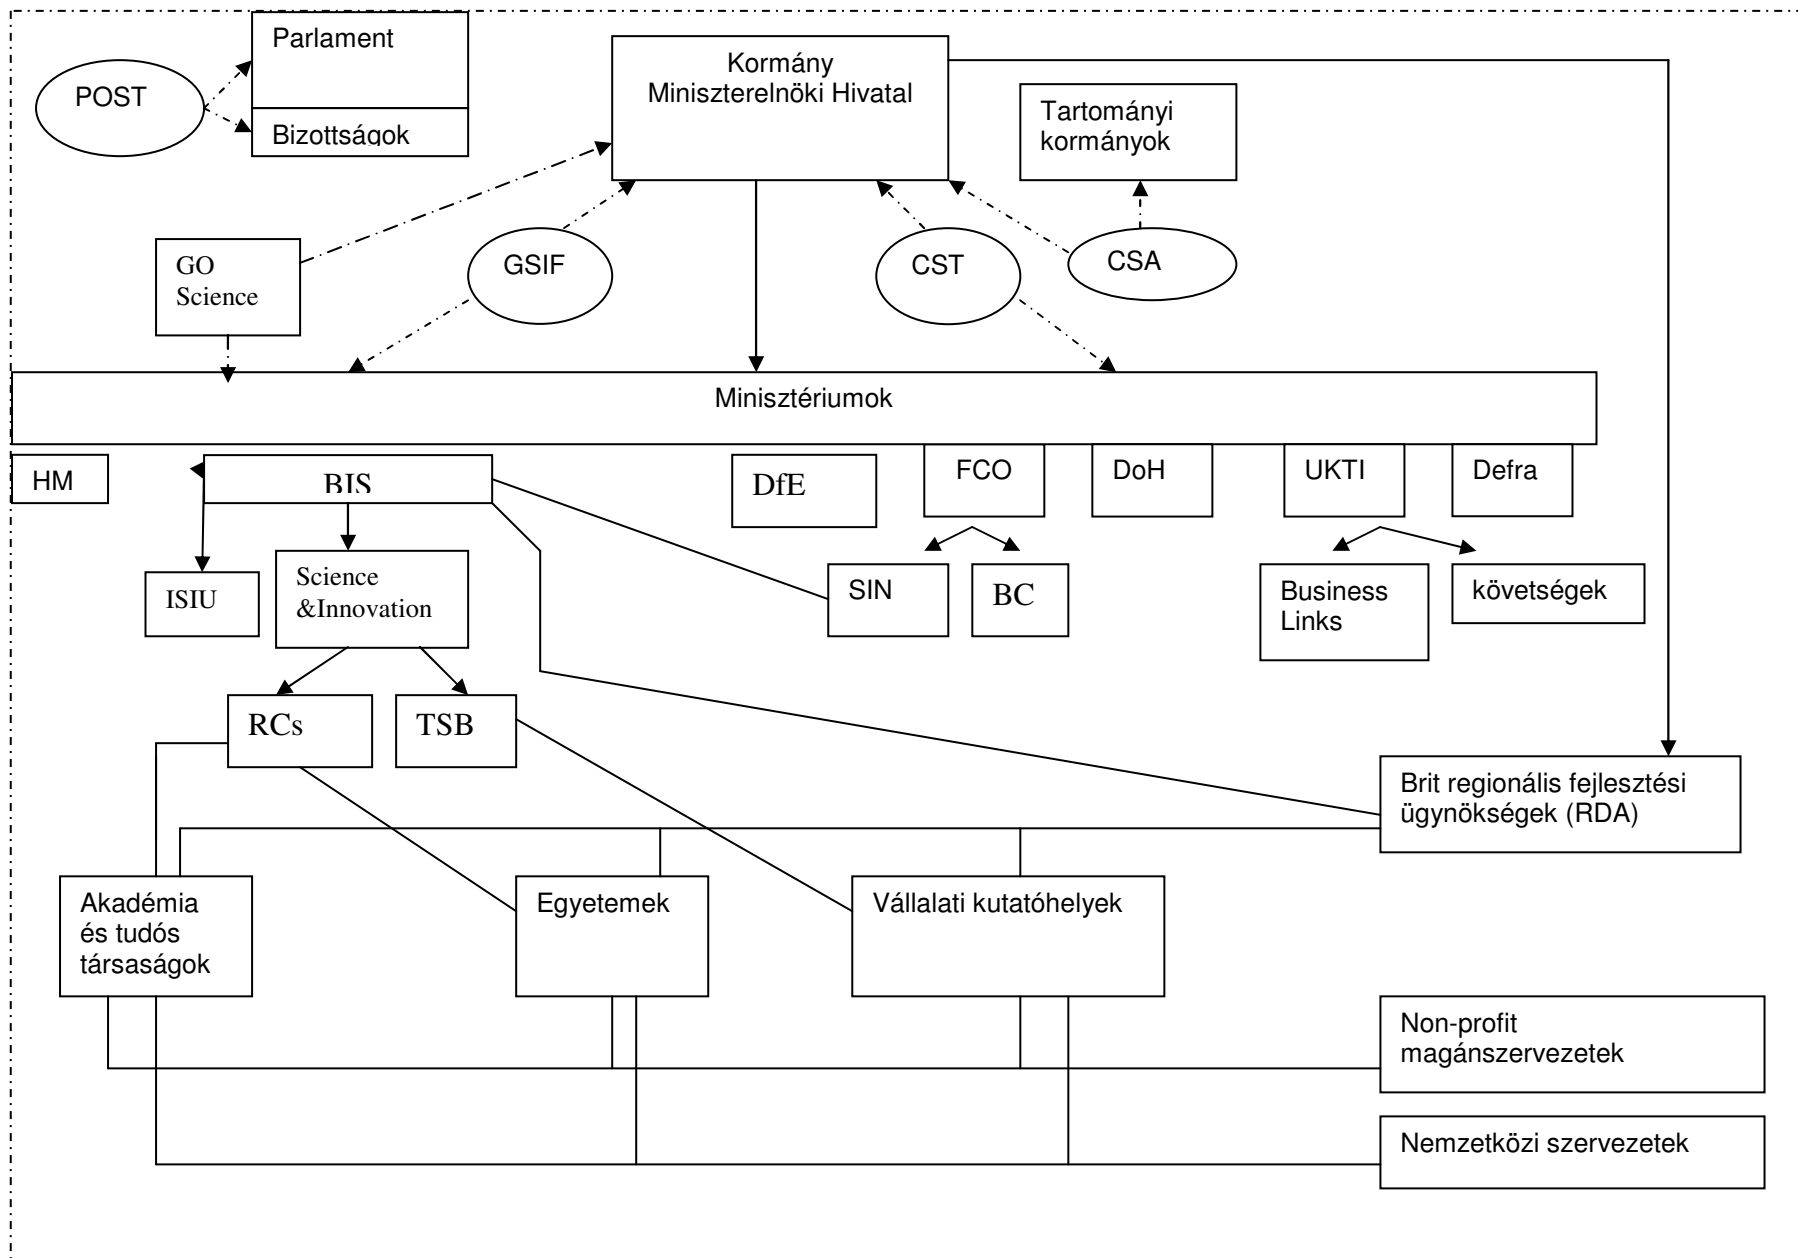 Parlament
POST
Bizottságok
Kormány
Miniszterelnöki Hivatal
Tartományi
kormányok
GO
Science
GSIF
CST
CSA
Minisztériumok
HM
BIS
DfE
FCO
DoH
UKTI
Defra
ISIU
Science
&Innovation
SIN
BC
Business
Links
követségek
RCs
TSB
Brit regionális fejlesztési
ügynökségek (RDA)
Akadémia
és tudós
társaságok
Egyetemek
Vállalati kutatóhelyek
Non-profit
magánszervezetek
Nemzetközi szervezetek